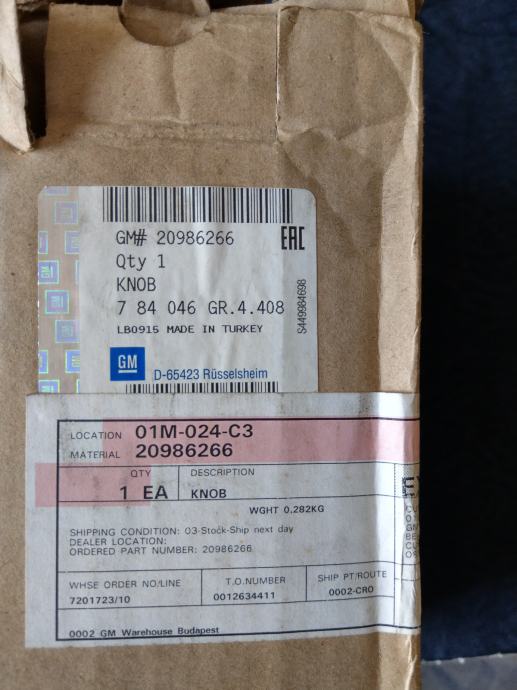 GM# 20986266
EAC
Qty 1
KNOB
7 84 046 GR.4.408
LB0915 MADE IN TURKEY
S449984698
GM
D-65423 Rüsselsheim
LOCATION 01M-024-C3
MATERIAL 20986266
QTY DESCRIPTION
1 EA KNOB
WGHT 0.282KG
SHIPPING CONDITION: 03-Stock-Ship next day
DEALER LOCATION:
ORDERED PART NUMBER: 20986266
WHSE ORDER NO/LINE T.O.NUMBER SHIP PT/ROUTE
7201723/10 0012634411 0002-CRO
0002 GM Warehouse Budapest